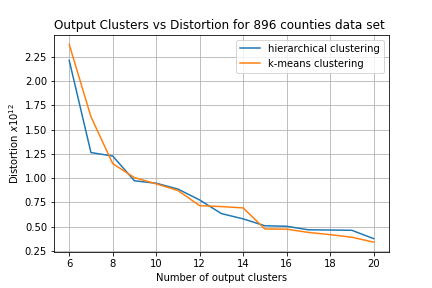 Output Clusters vs Distortion for 896 counties data set
hierarchical clustering
k-means clustering
Distortion x10^12
2.25
2.00
1.75
1.50
1.25
1.00
0.75
0.50
0.25
6 8 10 12 14 16 18 20
Number of output clusters